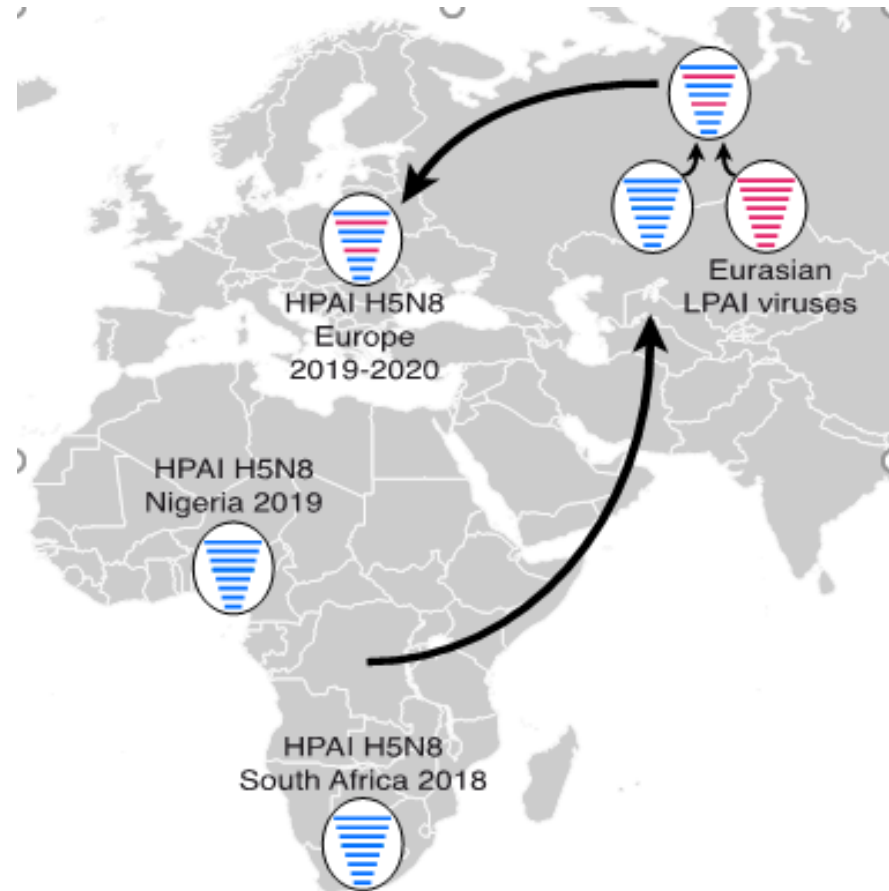 Eurasian
LPAI viruses
HPAI H5N8
Europe
2019-2020
HPAI H5N8
Nigeria 2019
HPAI H5N8
South Africa 2018